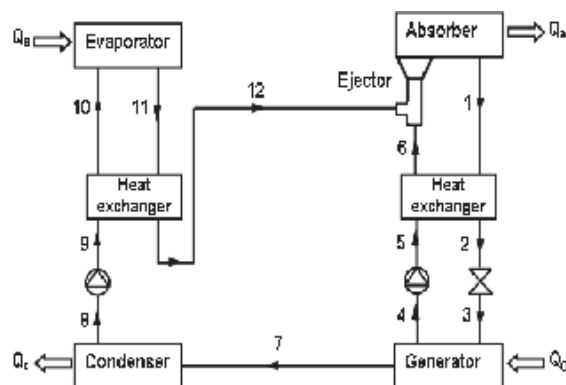 Qe
Evaporator
Absorber
Qa
Ejector
10
11
12
1
6
Heat
exchanger
Heat
exchanger
9
5
2
8
4
3
7
Qc
Condenser
Generator